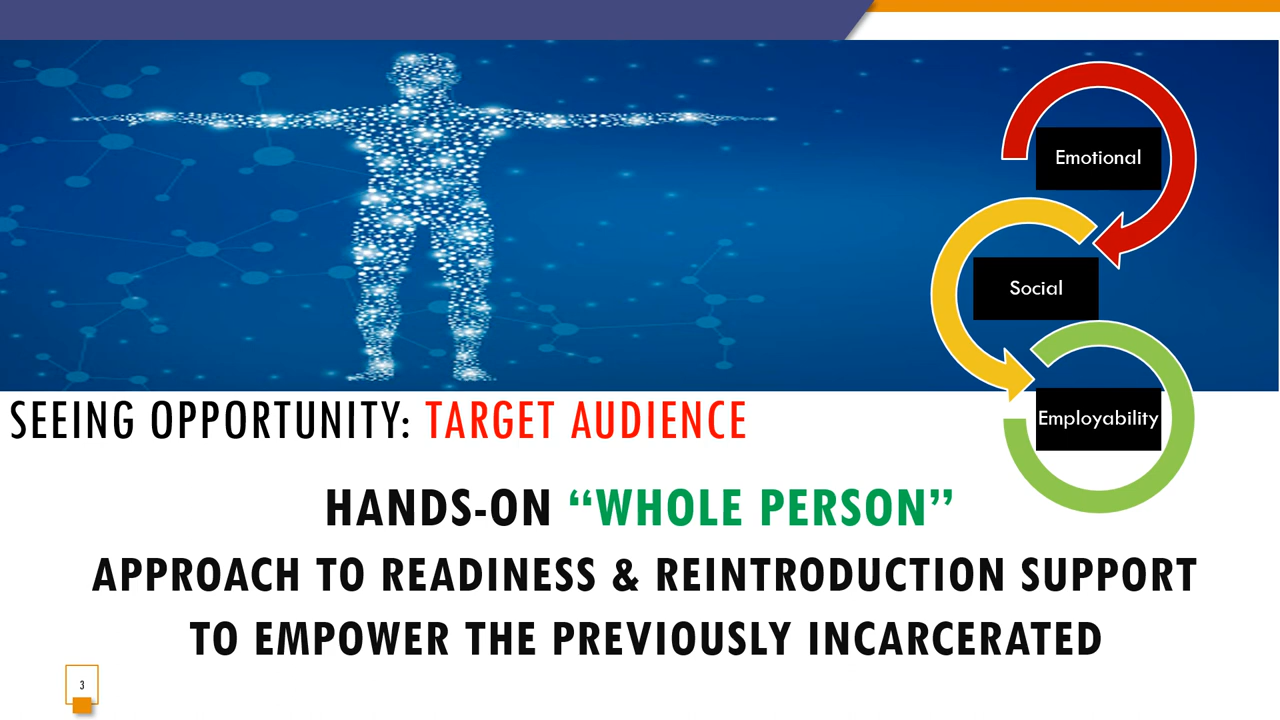 Emotional
Social
Employability
SEEING OPPORTUNITY: TARGET AUDIENCE
HANDS-ON “WHOLE PERSON”
APPROACH TO READINESS & REINTRODUCTION SUPPORT
TO EMPOWER THE PREVIOUSLY INCARCERATED
3